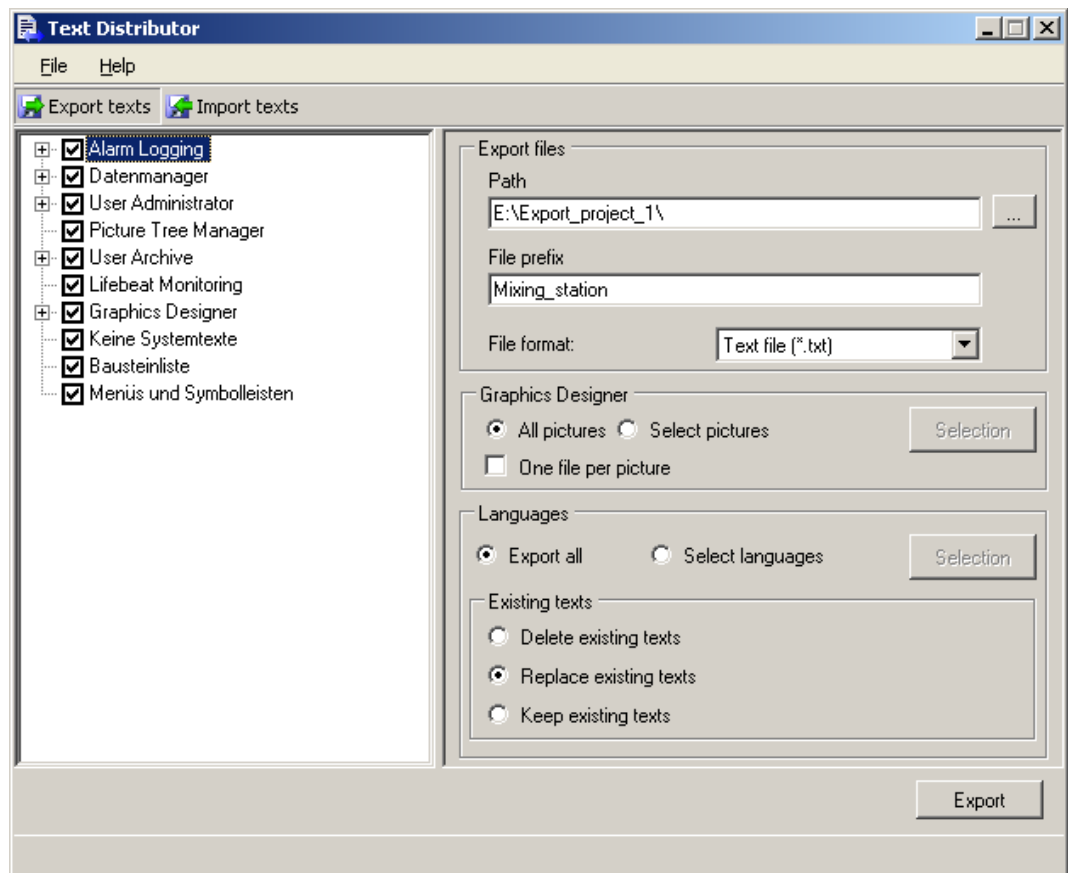 Text Distributor
File Help
Export texts Import texts
Alarm Logging
Datenmanager
User Administrator
Picture Tree Manager
User Archive
Lifebeat Monitoring
Graphics Designer
Keine Systemtexte
Bausteinliste
Menüs und Symbolleisten
Export files
Path
E:\Export_project_1\
...
File prefix
Mixing_station
File format: Text file (*.txt)
Graphics Designer
All pictures Select pictures Selection
One file per picture
Languages
Export all Select languages Selection
Existing texts
Delete existing texts
Replace existing texts
Keep existing texts
Export